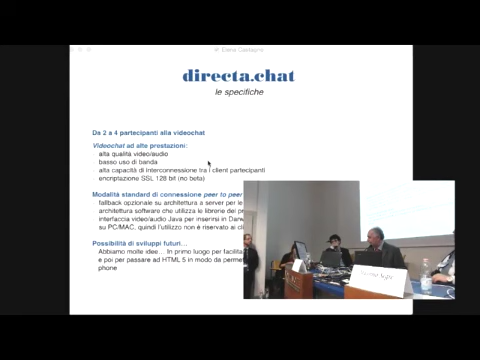 directa.chat
le specifiche
Da 2 a 4 partecipanti alla videochat
Videochat ad alte prestazioni:
alta qualità video/audio
basso uso di banda
alta capacità di interconnessione tra i client partecipanti
encriptazione SSL 128 bit (no beta)
Modalità standard di connessione peer to peer
fallback opzionale su architettura a server per le
architettura software che utilizza le librerie del pr
interfaccia video/audio Java per inserirsi in
su PC/MAC, quindi l'utilizzo non è riservato ai cli
Possibilità di sviluppi futuri...
Abbiamo molte idee... In primo luogo per facilita
e poi per passare ad HTML 5 in modo da perme
phone